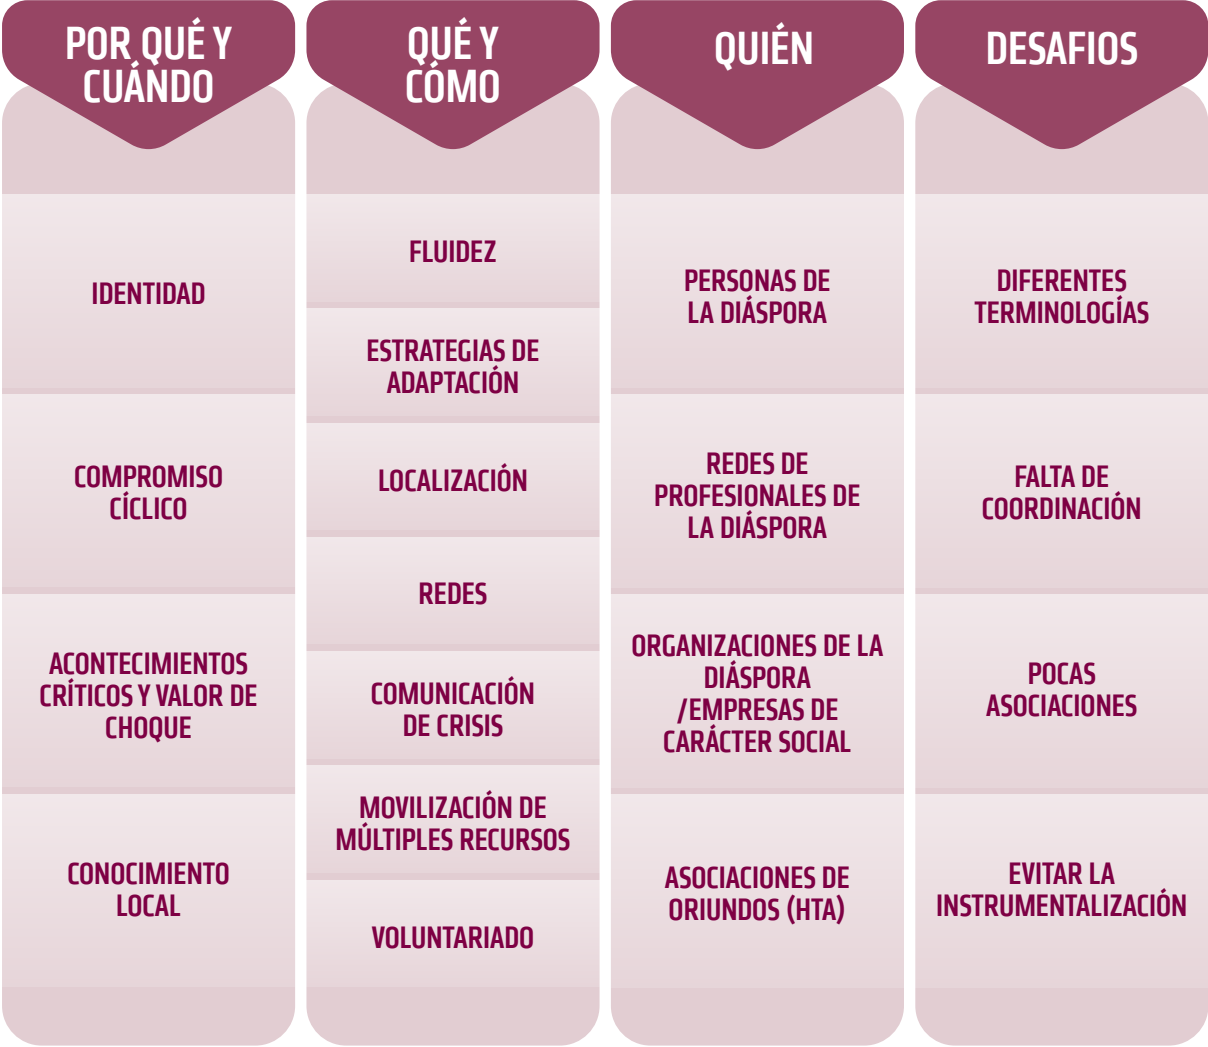 POR QUÉ Y
CUÁNDO
IDENTIDAD
COMPROMISO
CÍCLICO
ACONTECIMIENTOS
CRÍTICOS Y VALOR DE
CHOQUE
CONOCIMIENTO
LOCAL
QUÉ Y
CÓMO
FLUIDEZ
ESTRATEGIAS DE
ADAPTACIÓN
LOCALIZACIÓN
REDES
COMUNICACIÓN
DE CRISIS
MOVILIZACIÓN DE
MÚLTIPLES RECURSOS
VOLUNTARIADO
QUIÉN
PERSONAS DE
LA DIÁSPORA
REDES DE
PROFESIONALES DE
LA DIÁSPORA
ORGANIZACIONES DE LA
DIÁSPORA
/EMPRESAS DE
CARÁCTER SOCIAL
ASOCIACIONES DE
ORIUNDOS (HTA)
DESAFIOS
DIFERENTES
TERMINOLOGÍAS
FALTA DE
COORDINACIÓN
POCAS
ASOCIACIONES
EVITAR LA
INSTRUMENTALIZACIÓN